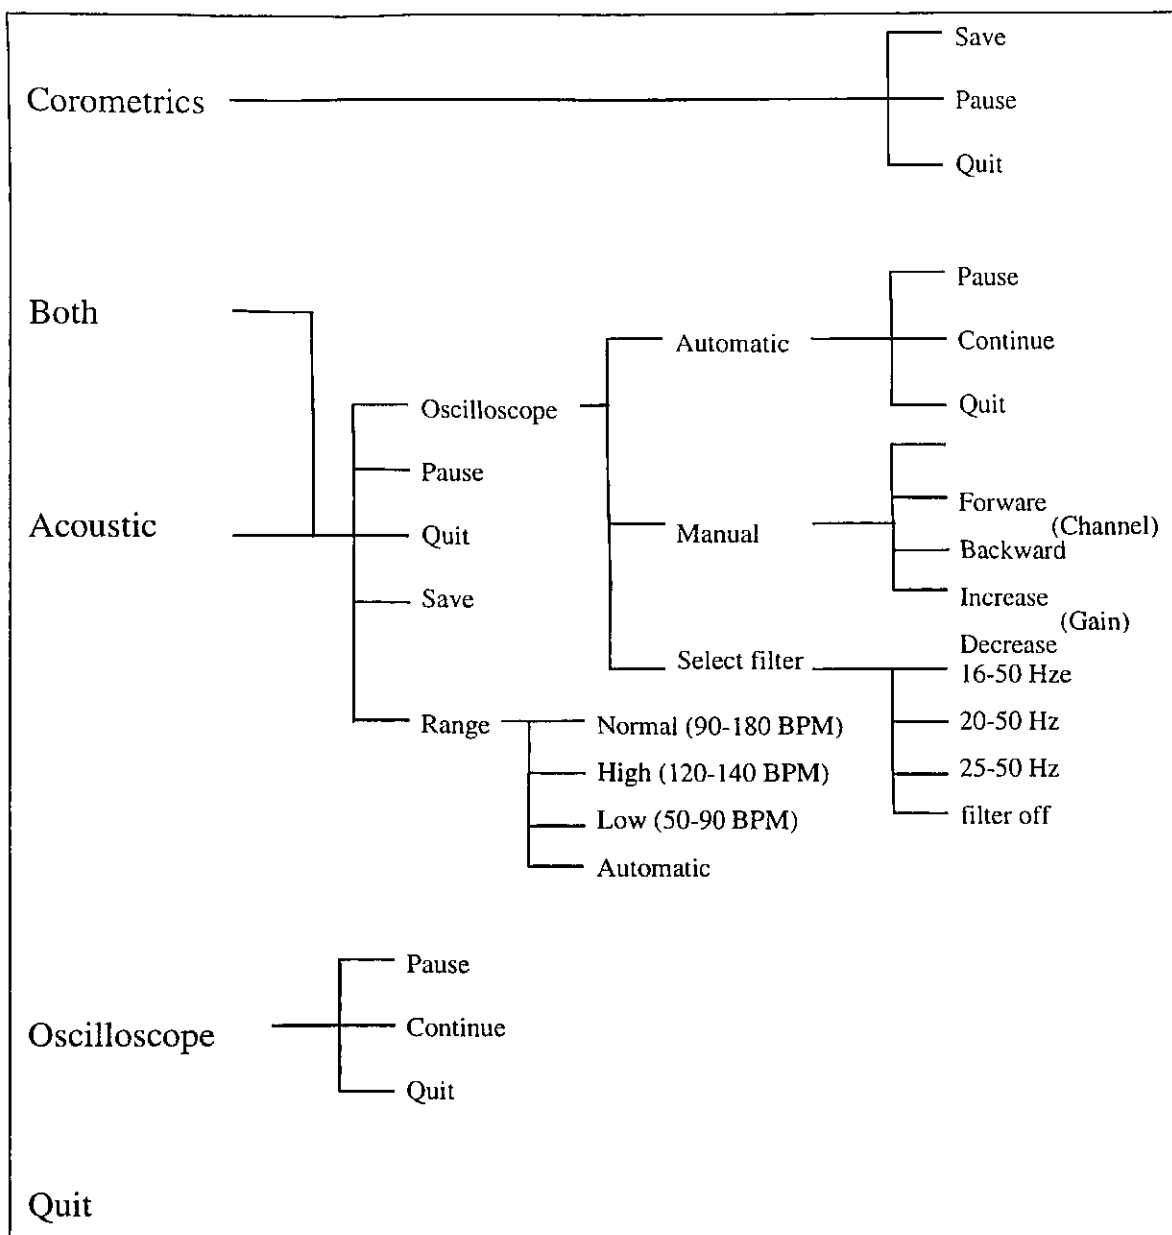 Save
Corometrics
Pause
Quit
Both
Pause
Automatic
Continue
Quit
Oscilloscope
Pause
Acoustic
Quit
Save
Manual
Forware
(Channel)
Backward
Increase
(Gain)
Decrease
Select filter
16-50 Hze
20-50 Hz
25-50 Hz
filter off
Range
Normal (90-180 BPM)
High (120-140 BPM)
Low (50-90 BPM)
Automatic
Pause
Oscilloscope
Continue
Quit
Quit